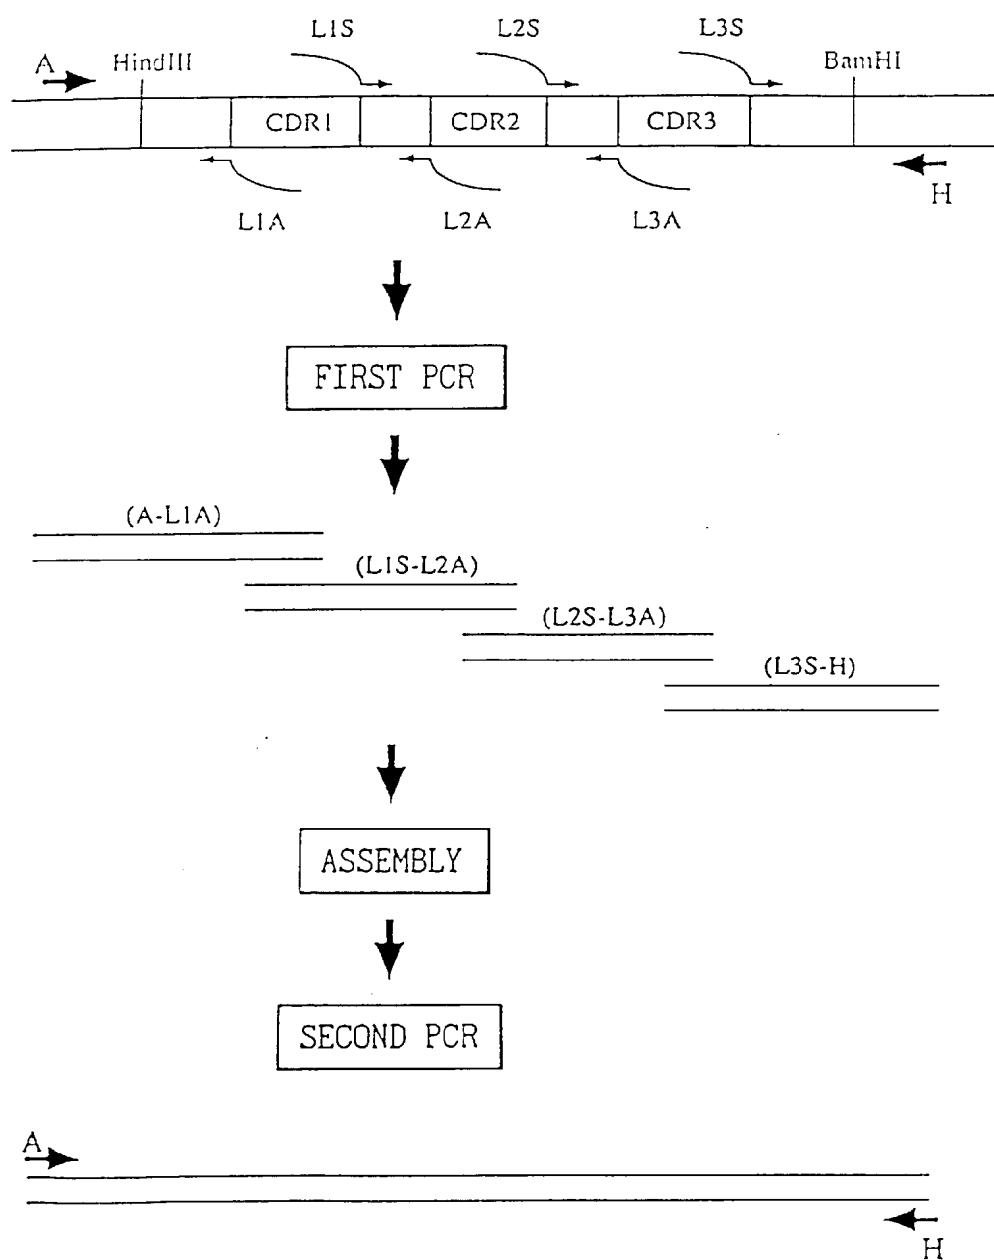 L1S L2S L3S
A HindIII BamHI
CDR1 CDR2 CDR3
L1A L2A L3A H
FIRST PCR
(A-L1A)
(L1S-L2A)
(L2S-L3A)
(L3S-H)
ASSEMBLY
SECOND PCR
A
H